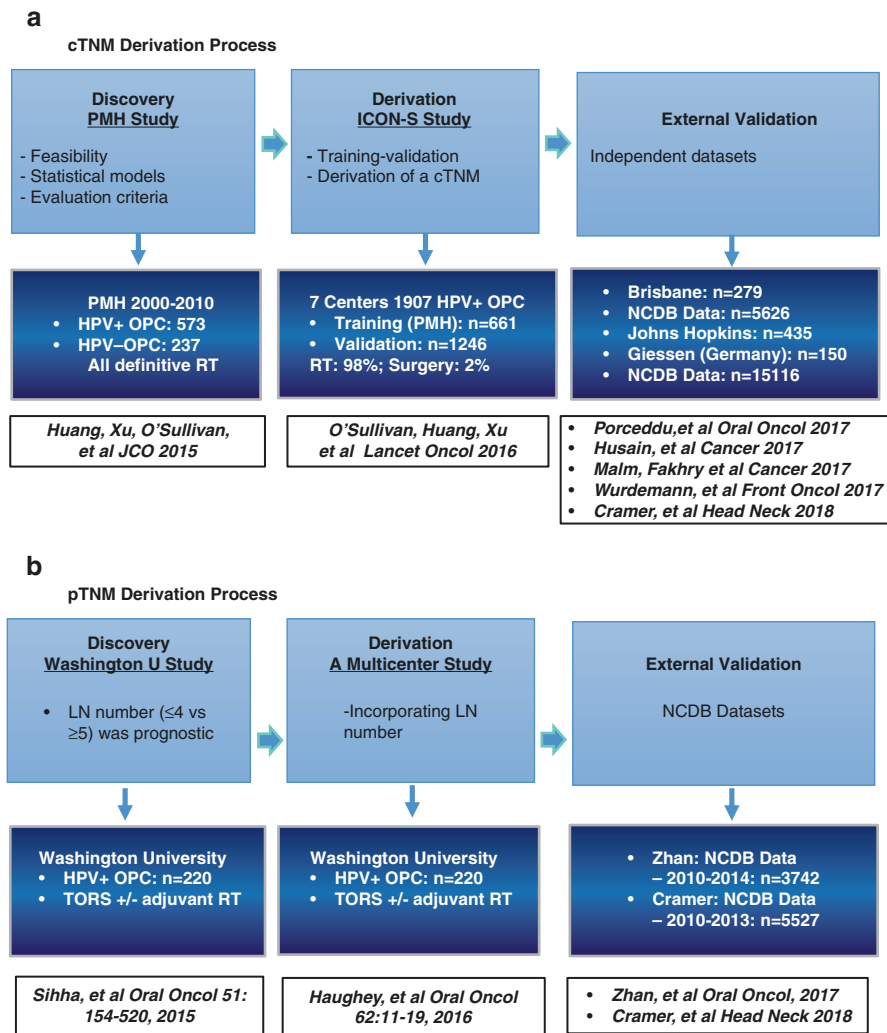 a
cTNM Derivation Process
Discovery
PMH Study
- Feasibility
- Statistical models
- Evaluation criteria
Derivation
ICON-S Study
- Training-validation
- Derivation of a cTNM
External Validation
Independent datasets
PMH 2000-2010
• HPV+ OPC: 573
• HPV–OPC: 237
All definitive RT
7 Centers 1907 HPV+ OPC
• Training (PMH): n=661
• Validation: n=1246
RT: 98%; Surgery: 2%
• Brisbane: n=279
• NCDB Data: n=5626
• Johns Hopkins: n=435
• Giessen (Germany): n=150
• NCDB Data: n=15116
Huang, Xu, O'Sullivan,
et al JCO 2015
O'Sullivan, Huang, Xu
et al Lancet Oncol 2016
• Porceddu,et al Oral Oncol 2017
• Husain, et al Cancer 2017
• Malm, Fakhry et al Cancer 2017
• Wurdemann, et al Front Oncol 2017
• Cramer, et al Head Neck 2018
b
pTNM Derivation Process
Discovery
Washington U Study
• LN number (≤4 vs
≥5) was prognostic
Derivation
A Multicenter Study
-Incorporating LN
number
External Validation
NCDB Datasets
Washington University
• HPV+ OPC: n=220
• TORS +/- adjuvant RT
Washington University
• HPV+ OPC: n=220
• TORS +/- adjuvant RT
• Zhan: NCDB Data
– 2010-2014: n=3742
• Cramer: NCDB Data
– 2010-2013: n=5527
Sihha, et al Oral Oncol 51:
154-520, 2015
Haughey, et al Oral Oncol
62:11-19, 2016
• Zhan, et al Oral Oncol, 2017
• Cramer, et al Head Neck 2018